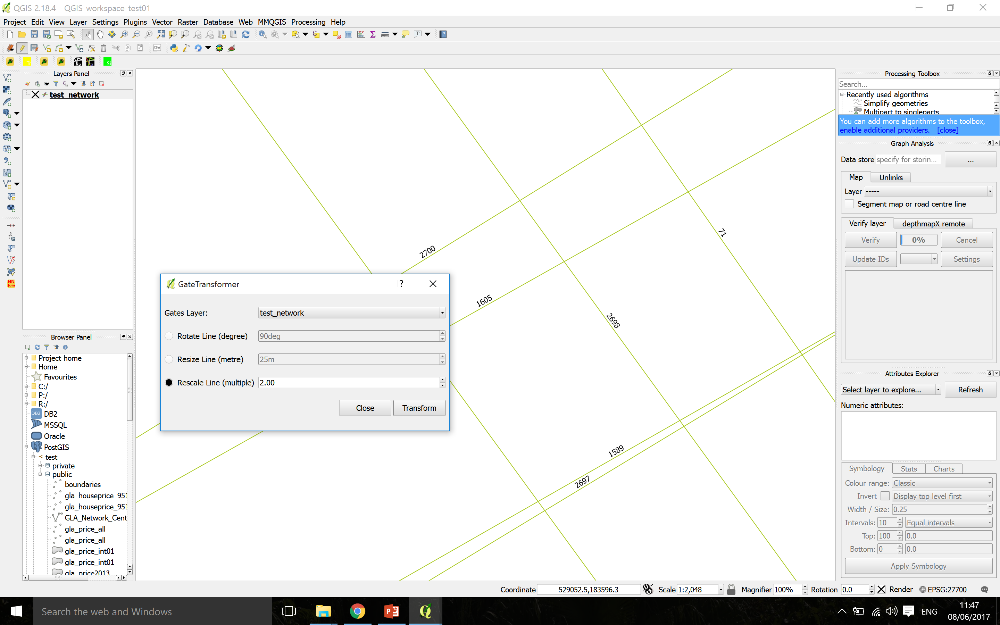 QGIS 2.18.4 - QGIS_workspace_test01
Project Edit View Layer Settings Plugins Vector Raster Database Web MMQGIS Processing Help
CSW
Si
Layers Panel
test_network
NN
Join
Browser Panel
Project home
Home
Favourites
C:/
P:/
R:/
DB2 DB2
MSSQL
Oracle
PostGIS
test
private
public
boundaries
gla_houseprice_951
gla_houseprice_951
GLA_Network_Cent
gla_price_all
gla_price_all
gla_price_int01
gla_price_int01
gla_price2013
2700
1605
2698
71
1589
2697
GateTransformer
?
Gates Layer: test_network
Rotate Line (degree) 90deg
Resize Line (metre) 25m
Rescale Line (multiple) 2.00
Close Transform
Processing Toolbox
Search...
Recently used algorithms
Simplify geometries
Multipart to singleparts
You can add more algorithms to the toolbox,
enable additional providers. [close]
Graph Analysis
Data store specify for storin... ...
Map Unlinks
Layer -----
Segment map or road centre line
Verify layer depthmapX remote
Verify 0% Cancel
Update IDs Settings
Attributes Explorer
Select layer to explore... Refresh
Numeric attributes:
Symbology Stats Charts
Colour range: Classic
Invert Display top level first
Width / Size: 0.25
Intervals: 10 Equal intervals
Top: 100 0.0
Bottom: 0 0.0
Apply Symbology
Coordinate 529052.5,183596.3 Scale 1:2,048 Magnifier 100% Rotation 0.0 Render EPSG:27700
Search the web and Windows
ENG
11:47
08/06/2017